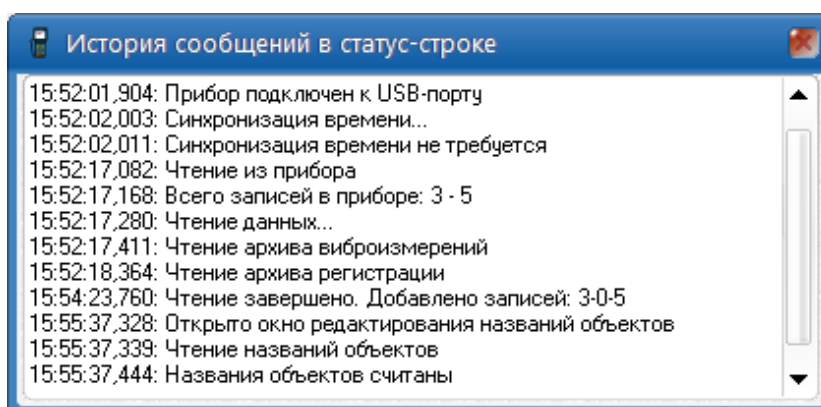 История сообщений в статус-строке
15:52:01,904: Прибор подключен к USB-порту
15:52:02,003: Синхронизация времени...
15:52:02,011: Синхронизация времени не требуется
15:52:17,082: Чтение из прибора
15:52:17,168: Всего записей в приборе: 3 - 5
15:52:17,280: Чтение данных...
15:52:17,411: Чтение архива виброизмерений
15:52:18,364: Чтение архива регистрации
15:54:23,760: Чтение завершено. Добавлено записей: 3-0-5
15:55:37,328: Открыто окно редактирования названий объектов
15:55:37,339: Чтение названий объектов
15:55:37,444: Названия объектов считаны